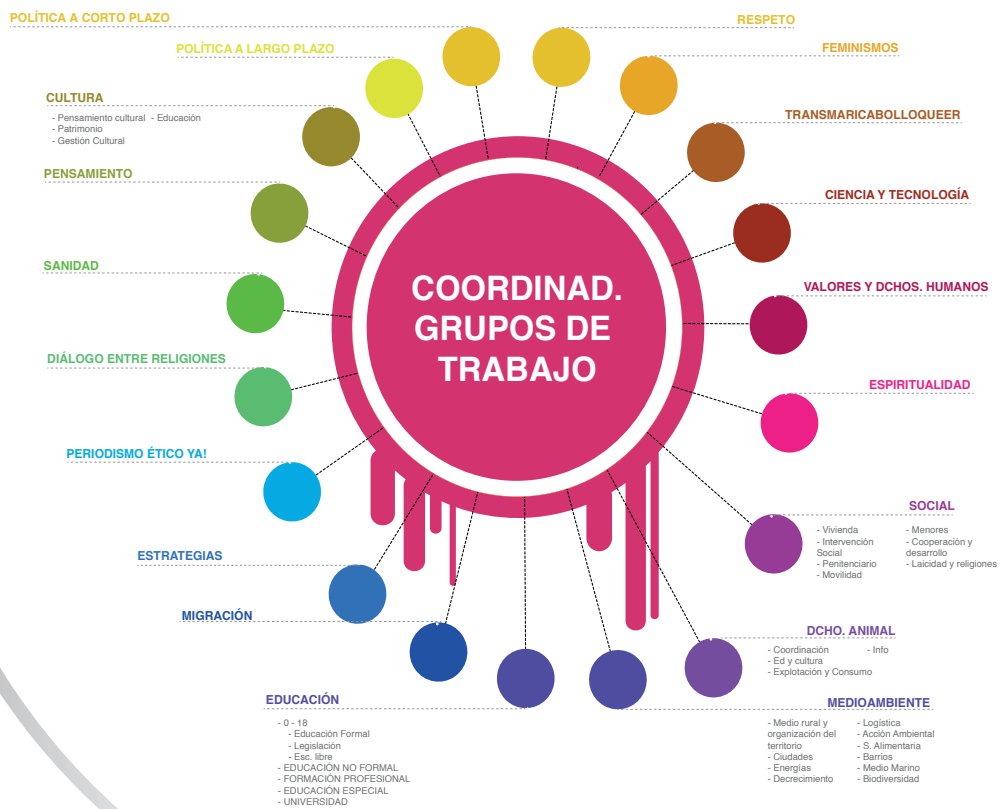 POLÍTICA A CORTO PLAZO
RESPETO
POLÍTICA A LARGO PLAZO
FEMINISMOS
CULTURA
- Pensamiento cultural - Educación
- Patrimonio
- Gestión Cultural
TRANSMARICABOLLOQUEER
PENSAMIENTO
CIENCIA Y TECNOLOGÍA
SANIDAD
VALORES Y DCHOS. HUMANOS
COORDINAD.
GRUPOS DE
TRABAJO
DIÁLOGO ENTRE RELIGIONES
ESPIRITUALIDAD
PERIODISMO ÉTICO YA!
SOCIAL
- Vivienda
- Intervención
Social
- Penitenciario
- Movilidad
- Menores
- Cooperación y
desarrollo
- Laicidad y religiones
ESTRATEGIAS
MIGRACIÓN
DCHO. ANIMAL
- Coordinación - Info
- Ed y cultura
- Explotación y Consumo
EDUCACIÓN
- 0 - 18
- Educación Formal
- Legislación
- Esc. libre
- EDUCACIÓN NO FORMAL
- FORMACIÓN PROFESIONAL
- EDUCACIÓN ESPECIAL
- UNIVERSIDAD
MEDIOAMBIENTE
- Medio rural y
organización del
territorio
- Ciudades
- Energías
- Decrecimiento
- Logística
- Acción Ambiental
- S. Alimentaria
- Barrios
- Medio Marino
- Biodiversidad